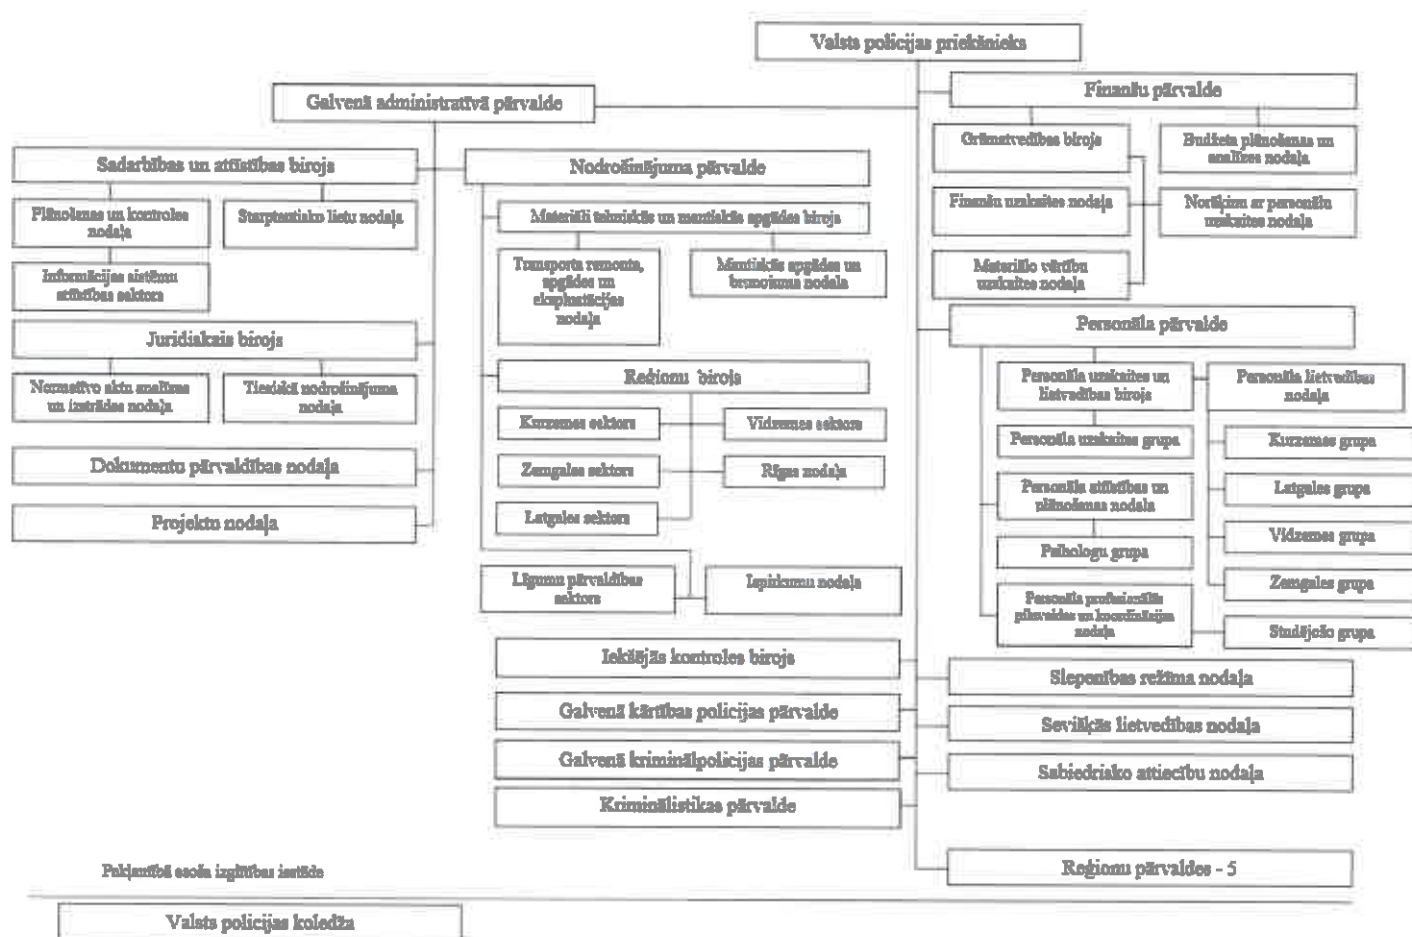 Valsts policijas priekšnieks
Galvenā administratīvā pārvalde
Finanšu pārvalde
Grāmatvedības birojs
Budžeta plānošanas un
analīzes nodaļa
Finanšu uzskaites nodaļa
Norēķinu ar personālu
uzskaites nodaļa
Materiālo vērtību
uzskaites nodaļa
Sadarbības un attīstības birojs
Plānošanas un kontroles
nodaļa
Starptautisko lietu nodaļa
Informācijas sistēmu
attīstības sektors
Juridiskais birojs
Normatīvo aktu analīzes
un izstrādes nodaļa
Tiesiskā nodrošinājuma
nodaļa
Dokumentu pārvaldības nodaļa
Projektu nodaļa
Nodrošinājuma pārvalde
Materiāli tehniskās un mantiskās apgādes birojs
Transporta remonta,
apgādes un
ekspluatācijas
nodaļa
Mantiskās apgādes un
bruņojuma nodaļa
Reģionu birojs
Kurzemes sektors
Vidzemes sektors
Zemgales sektors
Rīgas nodaļa
Latgales sektors
Līgumu pārvaldības
sektors
Iepirkumu nodaļa
Personāla pārvalde
Personāla uzskaites un
lietvedības birojs
Personāla lietvedības
nodaļa
Personāla uzskaites grupa
Kurzemes grupa
Personāla attīstības un
plānošanas nodaļa
Latgales grupa
Psihologu grupa
Vidzemes grupa
Zemgales grupa
Personāla profesionālās
pilnveides un koordinācijas
nodaļa
Studējošo grupa
Iekšējās kontroles birojs
Galvenā kārtības policijas pārvalde
Galvenā kriminālpolicijas pārvalde
Kriminālistikas pārvalde
Slepenības režīma nodaļa
Sevišķās lietvedības nodaļa
Sabiedrisko attiecību nodaļa
Reģionu pārvaldes - 5
Pakļautībā esoša izglītības iestāde
Valsts policijas koledža